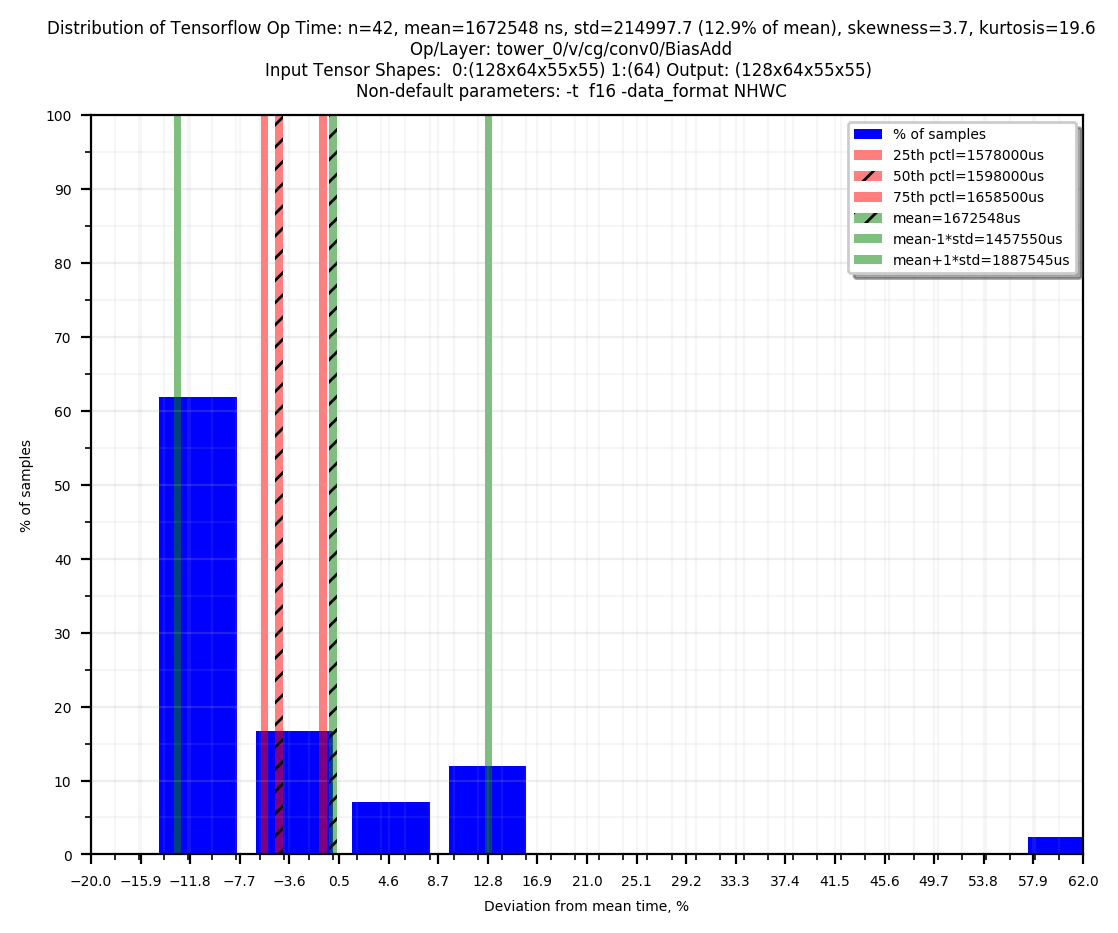 Distribution of Tensorflow Op Time: n=42, mean=1672548 ns, std=214997.7 (12.9% of mean), skewness=3.7, kurtosis=19.6
Op/Layer: tower_0/v/cg/conv0/BiasAdd
Input Tensor Shapes:  0:(128x64x55x55) 1:(64) Output: (128x64x55x55)
Non-default parameters: -t  f16 -data_format NHWC
% of samples
25th pctl=1578000us
50th pctl=1598000us
75th pctl=1658500us
mean=1672548us
mean-1*std=1457550us
mean+1*std=1887545us
100
90
80
70
60
50
40
30
20
10
0
% of samples
−20.0 −15.9 −11.8 −7.7 −3.6 0.5 4.6 8.7 12.8 16.9 21.0 25.1 29.2 33.3 37.4 41.5 45.6 49.7 53.8 57.9 62.0
Deviation from mean time, %